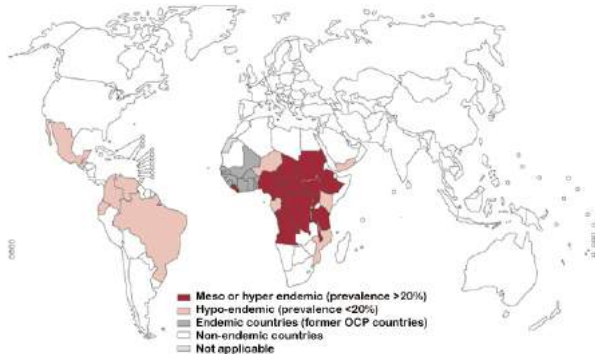 Meso or hyper endemic (prevalence >20%)
Hypo-endemic (prevalence <20%)
Endemic countries (former OCP countries)
Non-endemic countries
Not applicable